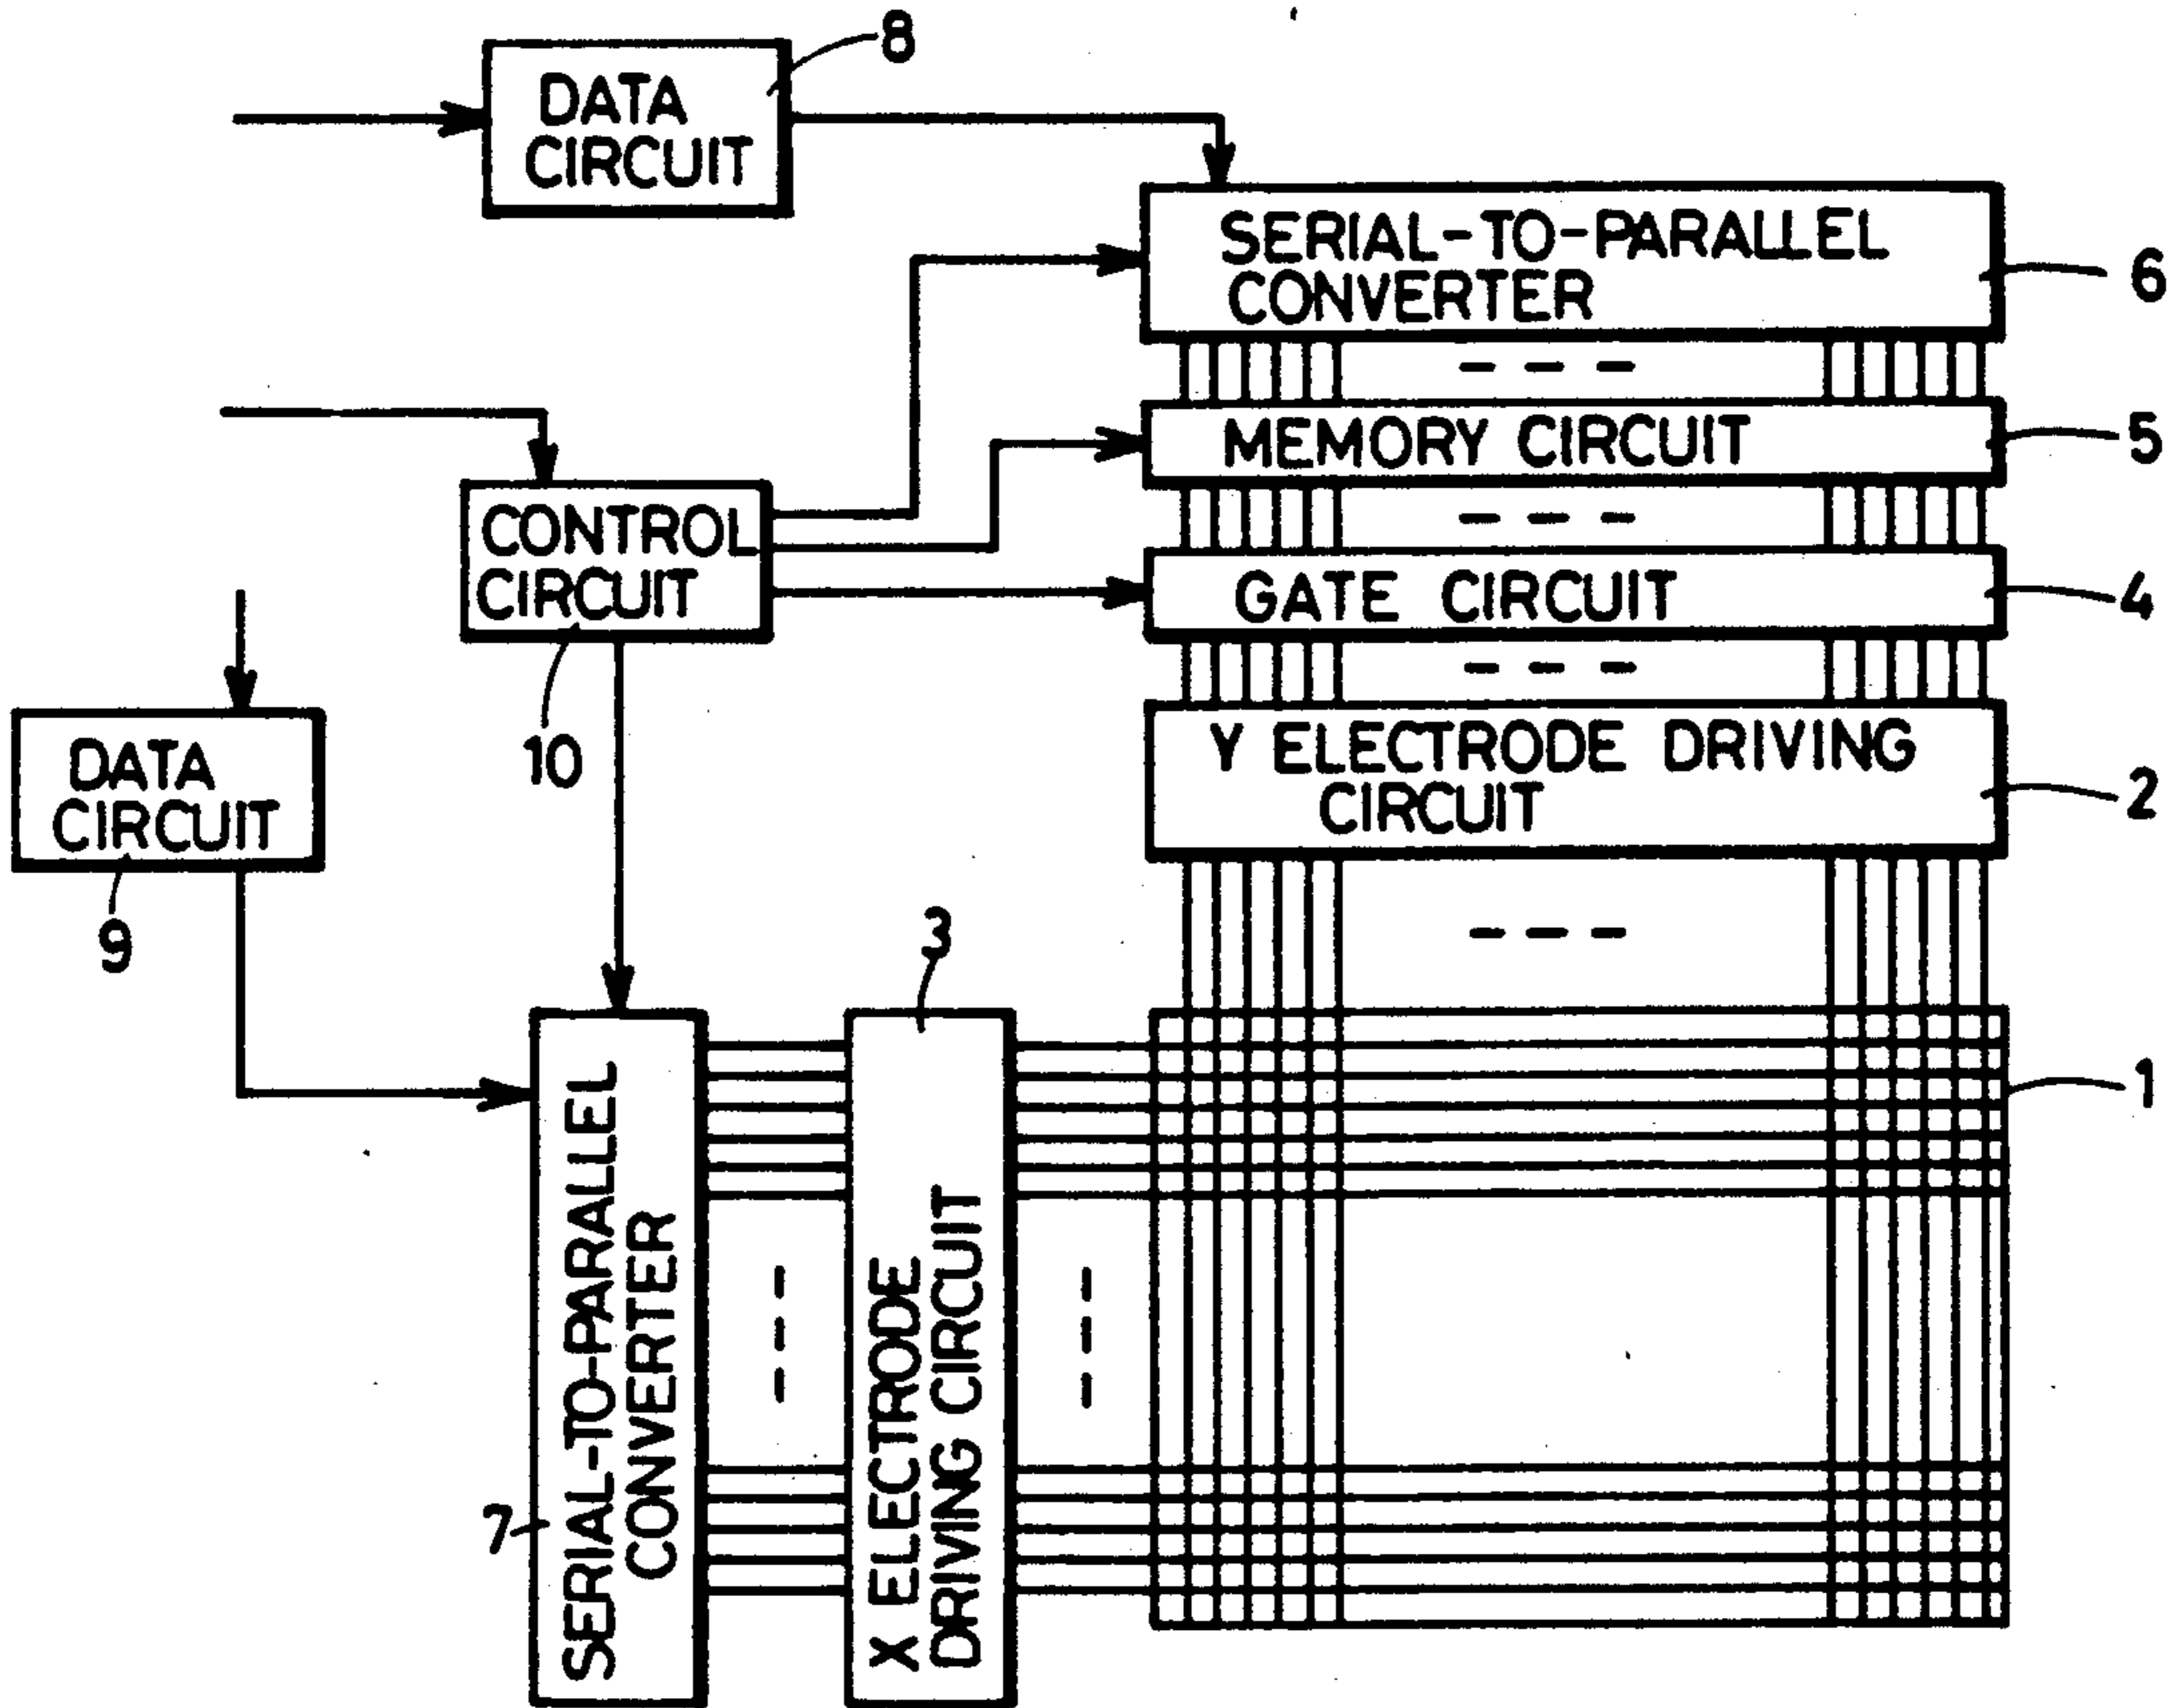 8
DATA
CIRCUIT
SERIAL-TO-PARALLEL
CONVERTER
6
MEMORY CIRCUIT
5
CONTROL
CIRCUIT
GATE CIRCUIT
4
10
Y ELECTRODE DRIVING
CIRCUIT
2
DATA
CIRCUIT
9
3
1
SERIAL-TO-PARALLEL
CONVERTER
7
X ELECTRODE
DRIVING CIRCUIT